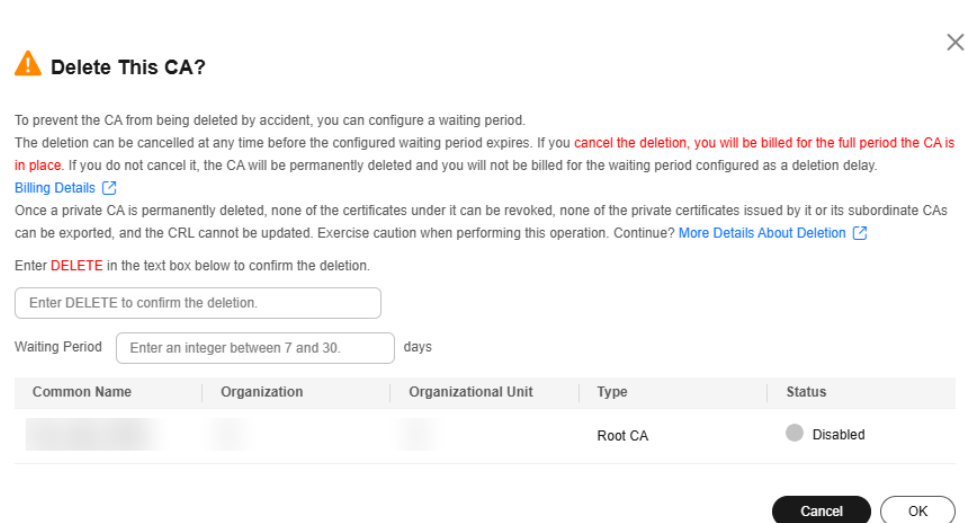 Delete This CA?
To prevent the CA from being deleted by accident, you can configure a waiting period.
The deletion can be cancelled at any time before the configured waiting period expires. If you cancel the deletion, you will be billed for the full period the CA is
in place. If you do not cancel it, the CA will be permanently deleted and you will not be billed for the waiting period configured as a deletion delay.
Billing Details
Once a private CA is permanently deleted, none of the certificates under it can be revoked, none of the private certificates issued by it or its subordinate CAs
can be exported, and the CRL cannot be updated. Exercise caution when performing this operation. Continue? More Details About Deletion
Enter DELETE in the text box below to confirm the deletion.
Enter DELETE to confirm the deletion.
Waiting Period Enter an integer between 7 and 30. days
Common Name Organization Organizational Unit Type Status
Root CA Disabled
Cancel OK